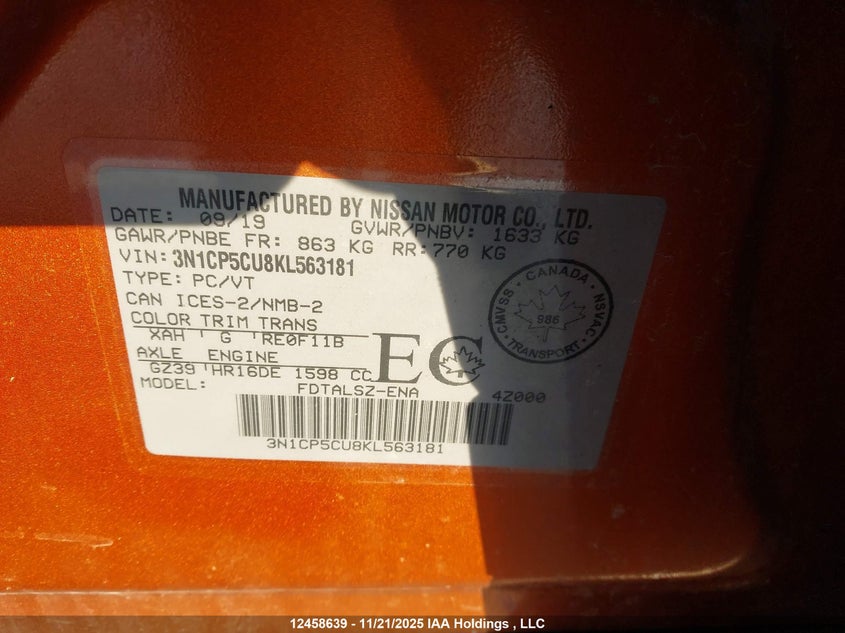 MANUFACTURED BY NISSAN MOTOR CO., LTD.
DATE: 09/19 GVWR/PNBV: 1633 KG
GAWR/PNBE FR: 863 KG RR: 770 KG
VIN: 3N1CP5CU8KL563181
TYPE: PC/VT
CAN ICES-2/NMB-2
COLOR TRIM TRANS
XAH G RE0F11B
AXLE ENGINE
GZ39 HR16DE 1598 CC
MODEL: FDTALSZ-ENA 4Z000
EC
CANADA
CMVSS 986 NSVAC
TRANSPORT
3N1CP5CU8KL563181
12458639 - 11/21/2025 IAA Holdings , LLC